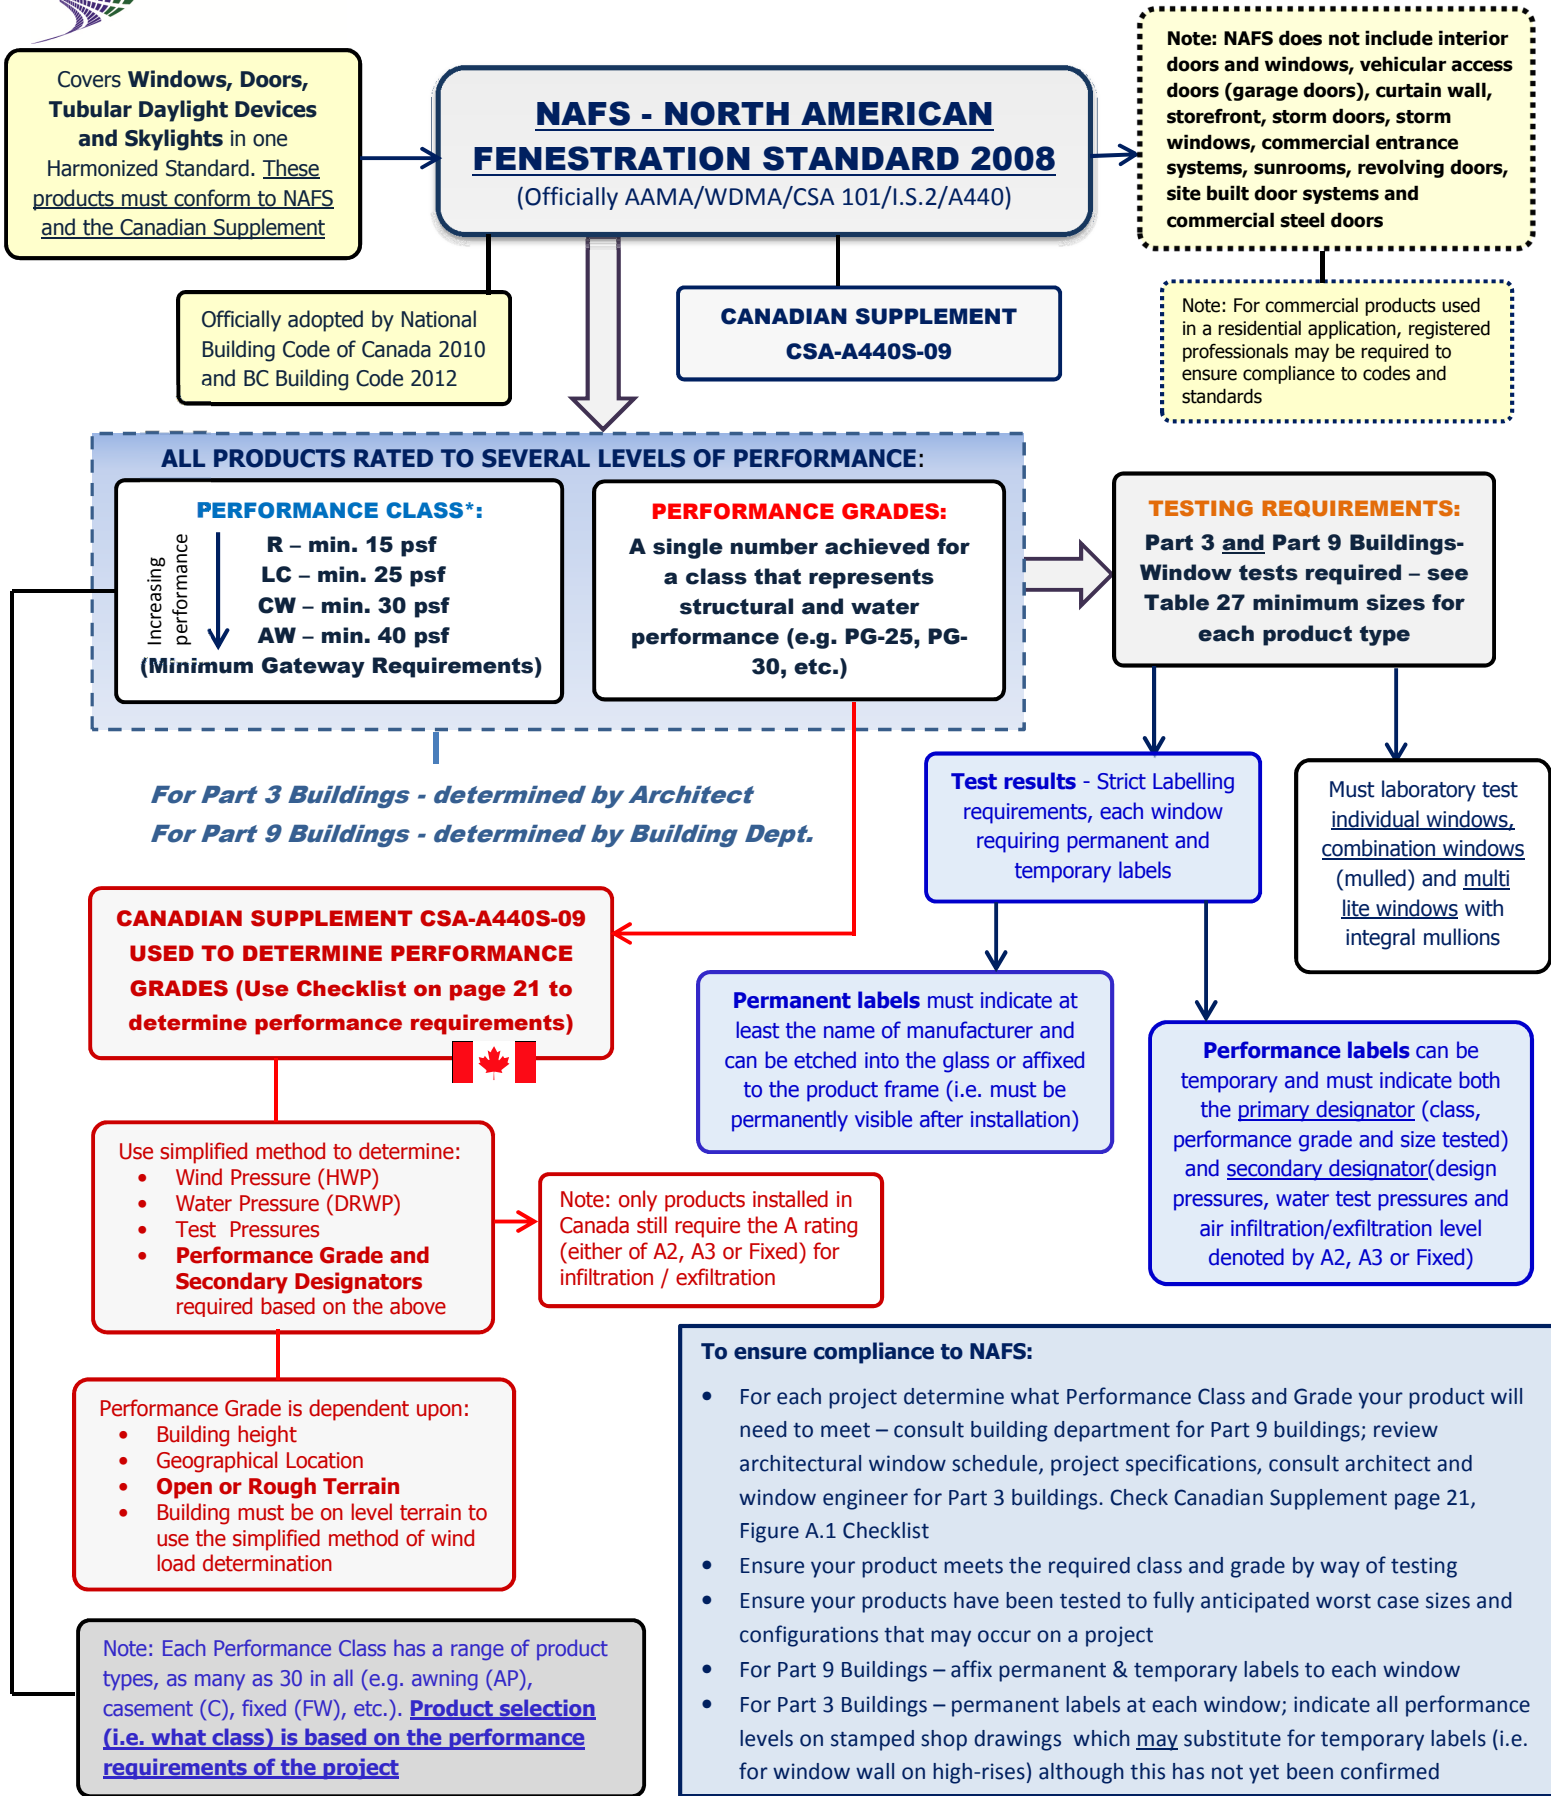 Covers Windows, Doors,
Tubular Daylight Devices
and Skylights in one
Harmonized Standard. These
products must conform to NAFS
and the Canadian Supplement
NAFS - NORTH AMERICAN
FENESTRATION STANDARD 2008
(Officially AAMA/WDMA/CSA 101/I.S.2/A440)
Note: NAFS does not include interior
doors and windows, vehicular access
doors (garage doors), curtain wall,
storefront, storm doors, storm
windows, commercial entrance
systems, sunrooms, revolving doors,
site built door systems and
commercial steel doors
Officially adopted by National
Building Code of Canada 2010
and BC Building Code 2012
CANADIAN SUPPLEMENT
CSA-A440S-09
Note: For commercial products used
in a residential application, registered
professionals may be required to
ensure compliance to codes and
standards
ALL PRODUCTS RATED TO SEVERAL LEVELS OF PERFORMANCE:
PERFORMANCE CLASS*:
Increasing
performance
R – min. 15 psf
LC – min. 25 psf
CW – min. 30 psf
AW – min. 40 psf
(Minimum Gateway Requirements)
PERFORMANCE GRADES:
A single number achieved for
a class that represents
structural and water
performance (e.g. PG-25, PG-
30, etc.)
TESTING REQUIREMENTS:
Part 3 and Part 9 Buildings-
Window tests required – see
Table 27 minimum sizes for
each product type
For Part 3 Buildings - determined by Architect
For Part 9 Buildings - determined by Building Dept.
Test results - Strict Labelling
requirements, each window
requiring permanent and
temporary labels
Must laboratory test
individual windows,
combination windows
(mulled) and multi
lite windows with
integral mullions
CANADIAN SUPPLEMENT CSA-A440S-09
USED TO DETERMINE PERFORMANCE
GRADES (Use Checklist on page 21 to
determine performance requirements)
Permanent labels must indicate at
least the name of manufacturer and
can be etched into the glass or affixed
to the product frame (i.e. must be
permanently visible after installation)
Performance labels can be
temporary and must indicate both
the primary designator (class,
performance grade and size tested)
and secondary designator(design
pressures, water test pressures and
air infiltration/exfiltration level
denoted by A2, A3 or Fixed)
Use simplified method to determine:
• Wind Pressure (HWP)
• Water Pressure (DRWP)
• Test Pressures
• Performance Grade and
Secondary Designators
required based on the above
Note: only products installed in
Canada still require the A rating
(either of A2, A3 or Fixed) for
infiltration / exfiltration
Performance Grade is dependent upon:
• Building height
• Geographical Location
• Open or Rough Terrain
• Building must be on level terrain to
use the simplified method of wind
load determination
Note: Each Performance Class has a range of product
types, as many as 30 in all (e.g. awning (AP),
casement (C), fixed (FW), etc.). Product selection
(i.e. what class) is based on the performance
requirements of the project
To ensure compliance to NAFS:
• For each project determine what Performance Class and Grade your product will
need to meet – consult building department for Part 9 buildings; review
architectural window schedule, project specifications, consult architect and
window engineer for Part 3 buildings. Check Canadian Supplement page 21,
Figure A.1 Checklist
• Ensure your product meets the required class and grade by way of testing
• Ensure your products have been tested to fully anticipated worst case sizes and
configurations that may occur on a project
• For Part 9 Buildings – affix permanent & temporary labels to each window
• For Part 3 Buildings – permanent labels at each window; indicate all performance
levels on stamped shop drawings which may substitute for temporary labels (i.e.
for window wall on high-rises) although this has not yet been confirmed